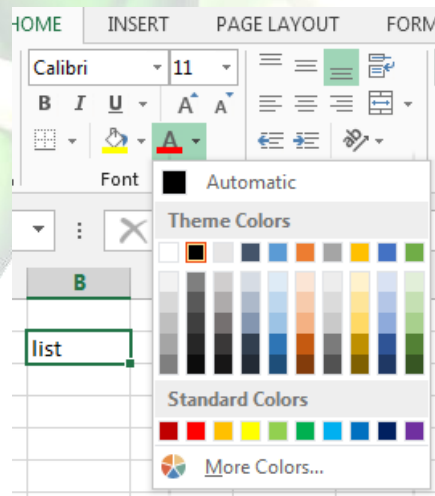 HOME INSERT PAGE LAYOUT FORM
Calibri 11
B I U A A
A
Font
Automatic
Theme Colors
B
list
Standard Colors
More Colors...